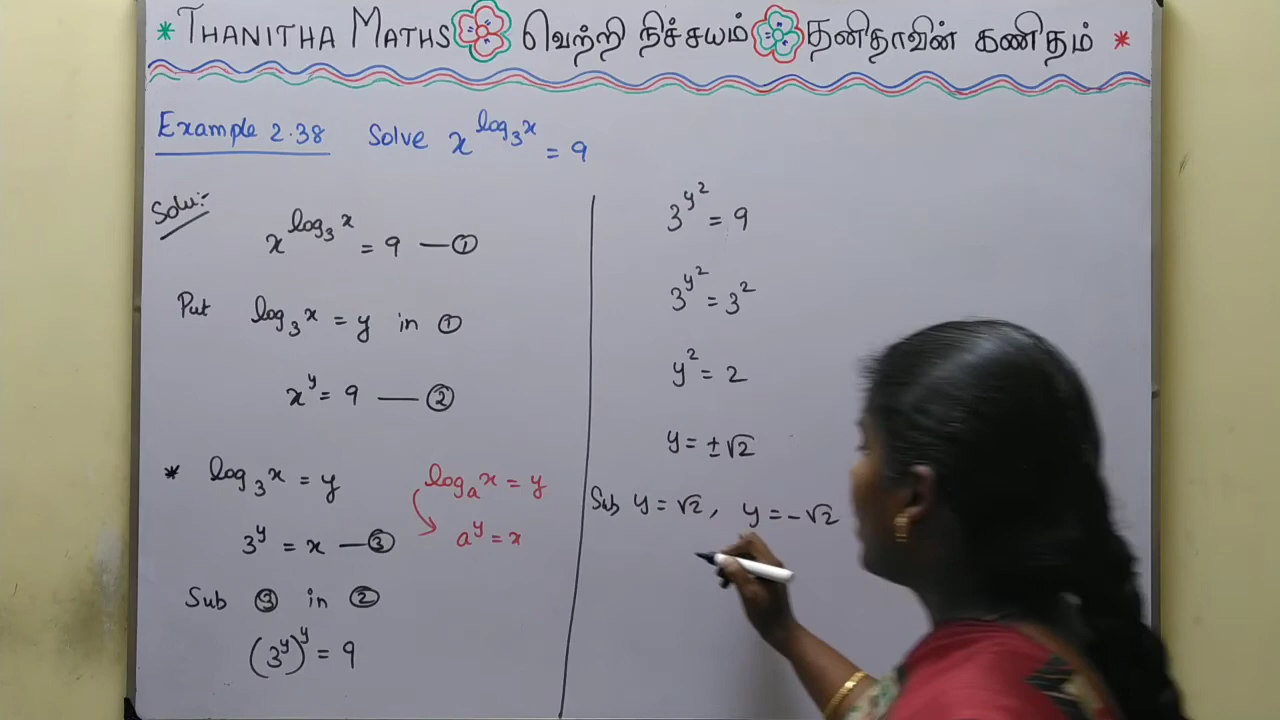 * THANITHA MATHS வெற்றி நிச்சயம் தனிதாவின் கணிதம் *
Example 2.38 Solve x^{log₃x} = 9
Solu:-
x^{log₃x} = 9 — ①
Put log₃x = y in ①
x^y = 9 — ②
* log₃x = y
3^y = x — ③
logₐx = y
a^y = x
Sub ③ in ②
(3^y)^y = 9
3^{y²} = 9
3^{y²} = 3²
y² = 2
y = ±√2
Sub y = √2, y = -√2